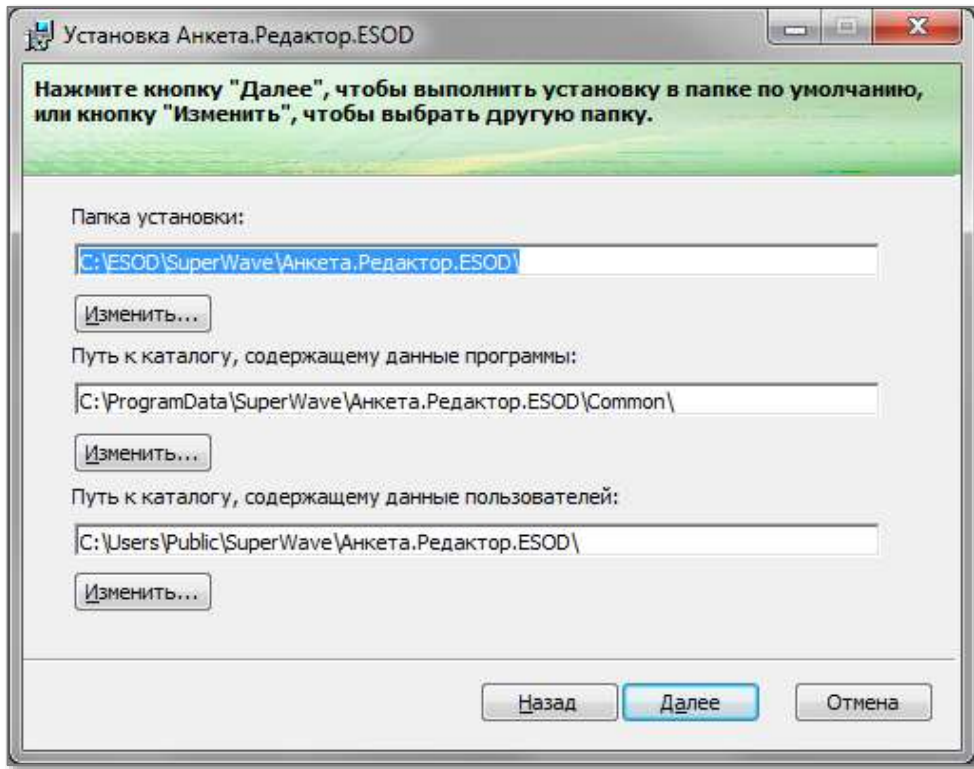 Установка Анкета.Редактор.ESOD
Нажмите кнопку "Далее", чтобы выполнить установку в папке по умолчанию,
или кнопку "Изменить", чтобы выбрать другую папку.
Папка установки:
C:\ESOD\SuperWave\Анкета.Редактор.ESOD\
Изменить...
Путь к каталогу, содержащему данные программы:
C:\ProgramData\SuperWave\Анкета.Редактор.ESOD\Common\
Изменить...
Путь к каталогу, содержащему данные пользователей:
C:\Users\Public\SuperWave\Анкета.Редактор.ESOD\
Изменить...
Назад Далее Отмена